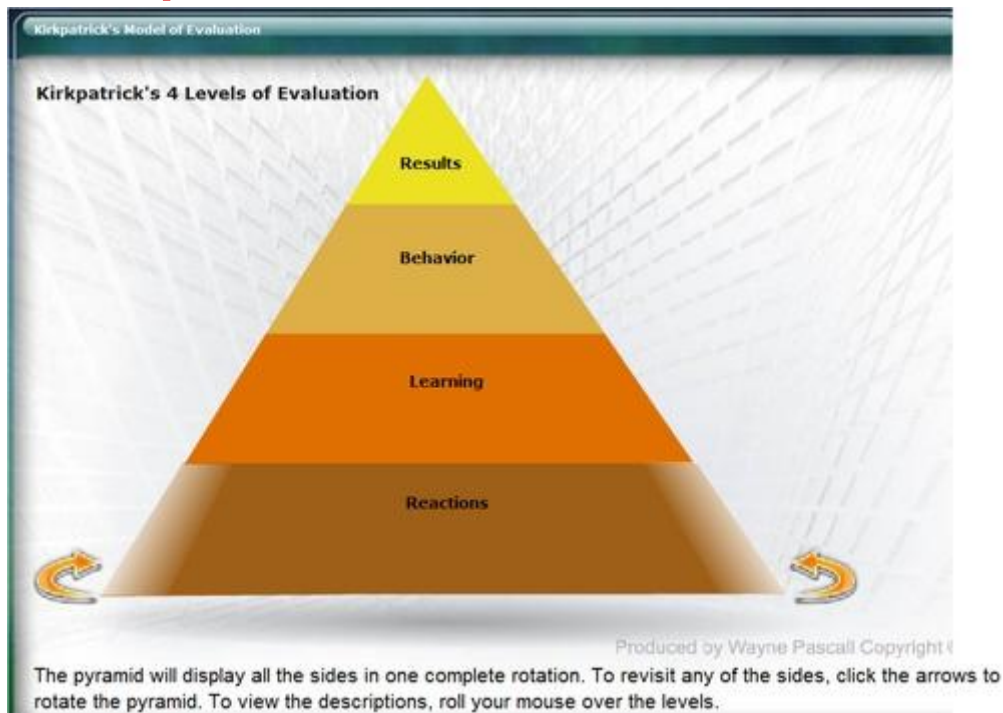 Kirkpatrick's Model of Evaluation
Kirkpatrick's 4 Levels of Evaluation
Results
Behavior
Learning
Reactions
Produced by Wayne Pascall Copyright ©
The pyramid will display all the sides in one complete rotation. To revisit any of the sides, click the arrows to
rotate the pyramid. To view the descriptions, roll your mouse over the levels.